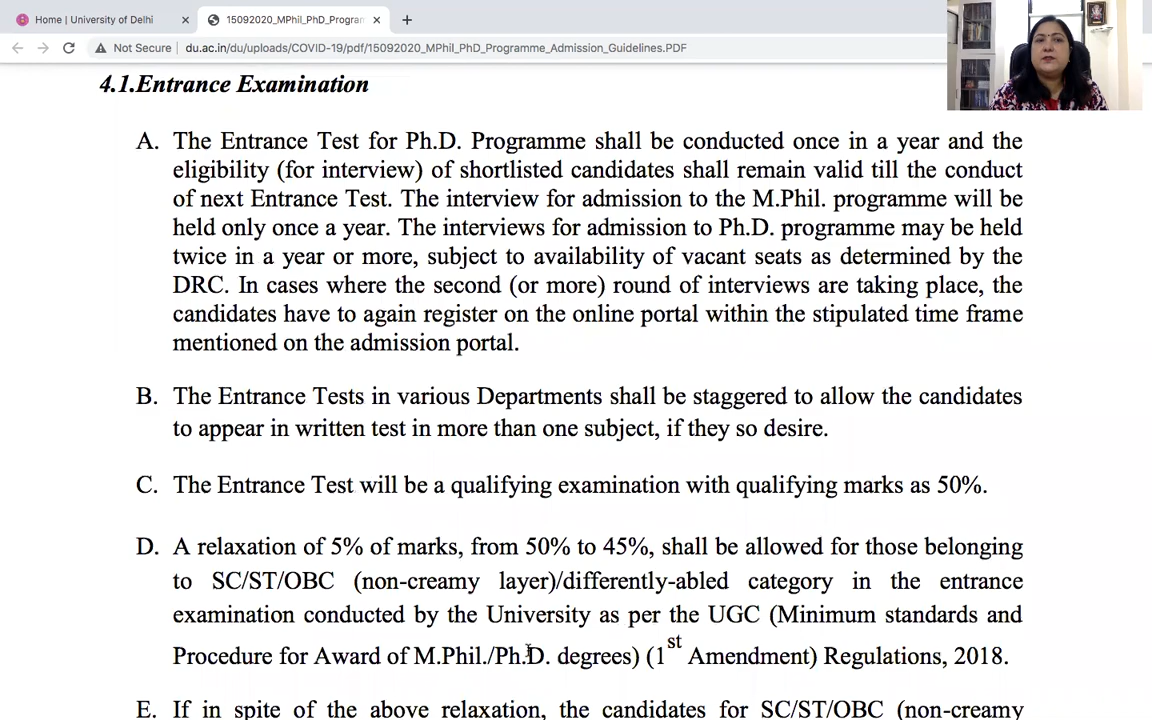 Home | University of Delhi
15092020_MPhil_PhD_Progran
Not Secure | du.ac.in/du/uploads/COVID-19/pdf/15092020_MPhil_PhD_Programme_Admission_Guidelines.PDF
4.1.Entrance Examination
A. The Entrance Test for Ph.D. Programme shall be conducted once in a year and the
eligibility (for interview) of shortlisted candidates shall remain valid till the conduct
of next Entrance Test. The interview for admission to the M.Phil. programme will be
held only once a year. The interviews for admission to Ph.D. programme may be held
twice in a year or more, subject to availability of vacant seats as determined by the
DRC. In cases where the second (or more) round of interviews are taking place, the
candidates have to again register on the online portal within the stipulated time frame
mentioned on the admission portal.
B. The Entrance Tests in various Departments shall be staggered to allow the candidates
to appear in written test in more than one subject, if they so desire.
C. The Entrance Test will be a qualifying examination with qualifying marks as 50%.
D. A relaxation of 5% of marks, from 50% to 45%, shall be allowed for those belonging
to SC/ST/OBC (non-creamy layer)/differently-abled category in the entrance
examination conducted by the University as per the UGC (Minimum standards and
Procedure for Award of M.Phil./Ph.D. degrees) (1st Amendment) Regulations, 2018.
E. If in spite of the above relaxation, the candidates for SC/ST/OBC (non-creamy